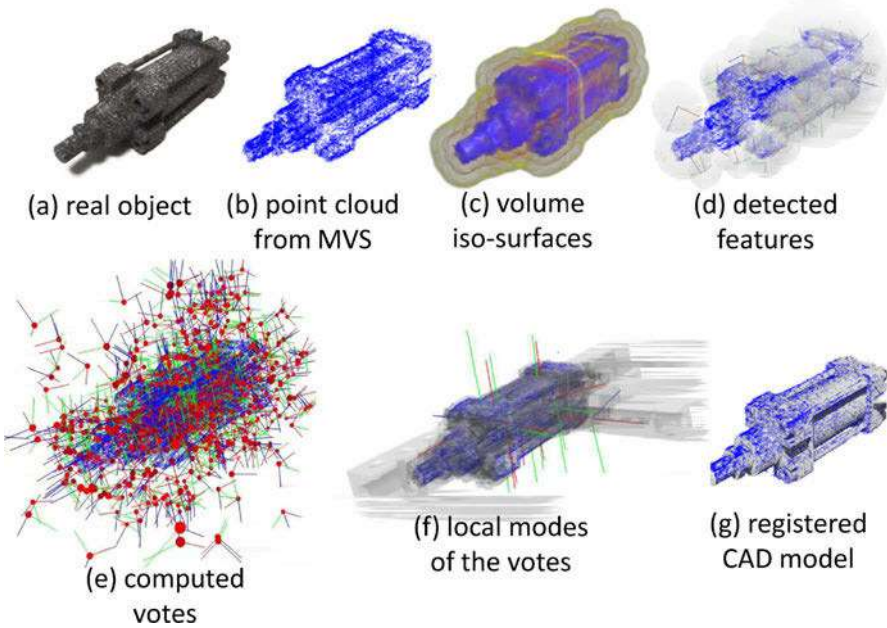 (a) real object
(b) point cloud
from MVS
(c) volume
iso-surfaces
(d) detected
features
(e) computed
votes
(f) local modes
of the votes
(g) registered
CAD model